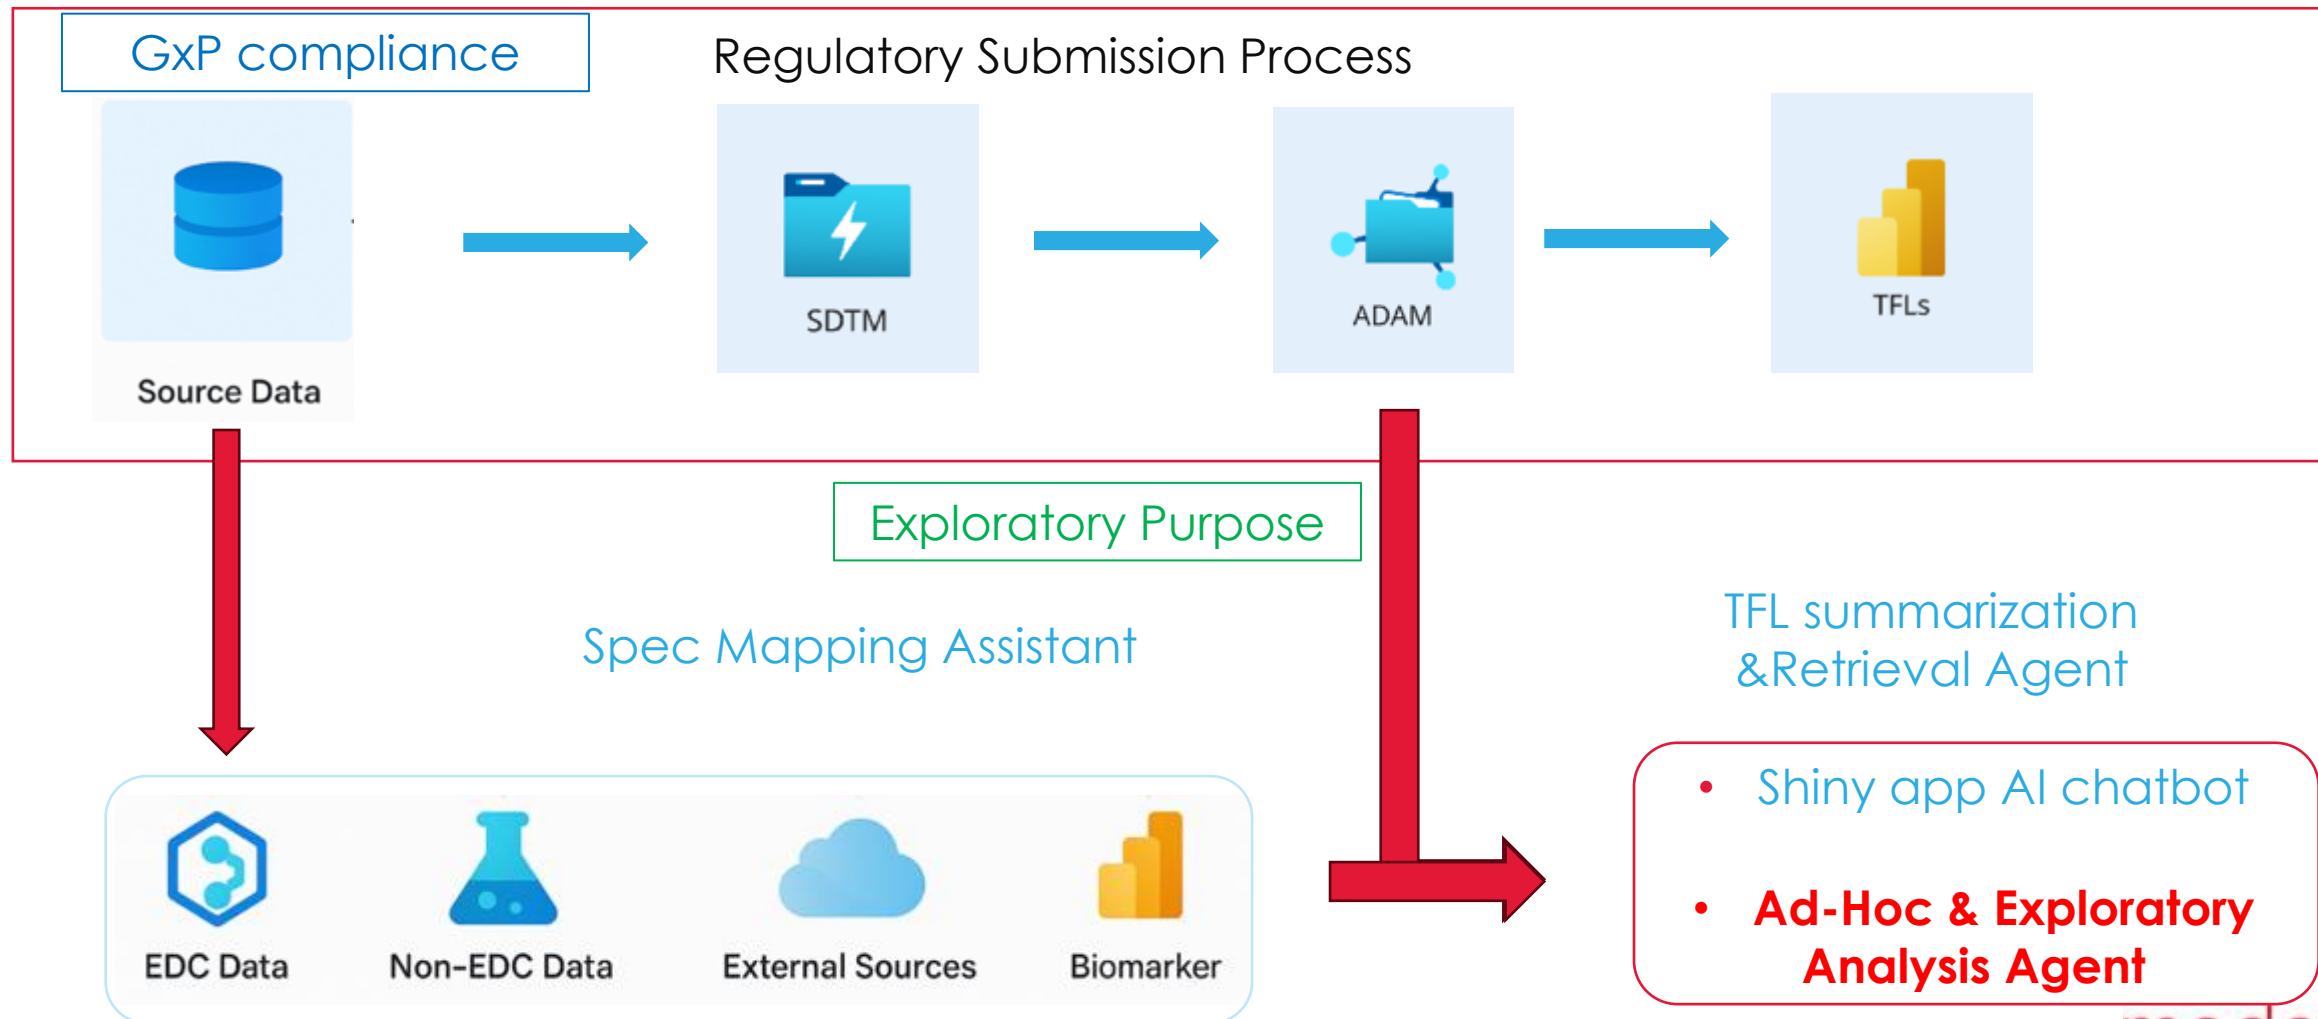 GxP compliance
Regulatory Submission Process
Source Data
SDTM
ADAM
TFLs
Exploratory Purpose
Spec Mapping Assistant
TFL summarization
&Retrieval Agent
EDC Data
Non-EDC Data
External Sources
Biomarker
• Shiny app AI chatbot
• Ad-Hoc & Exploratory
Analysis Agent